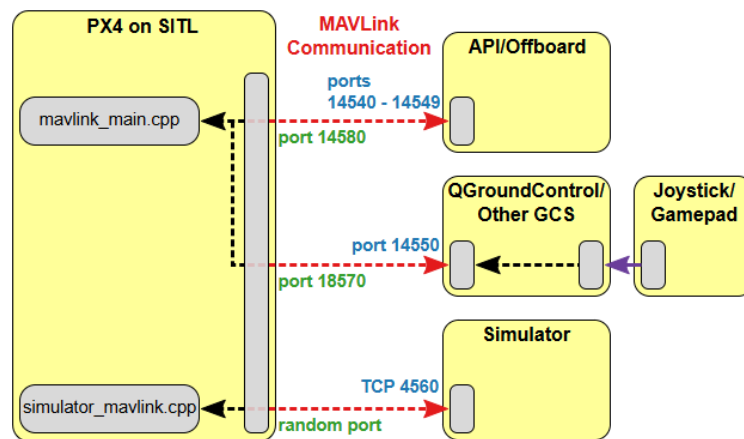 PX4 on SITL
mavlink_main.cpp
simulator_mavlink.cpp
MAVLink
Communication
ports
14540 - 14549
port 14580
port 14550
port 18570
TCP 4560
random port
API/Offboard
QGroundControl/
Other GCS
Joystick/
Gamepad
Simulator